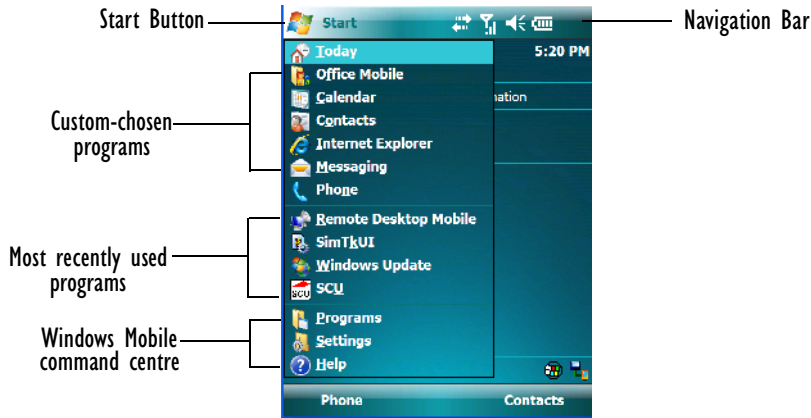 Start Button
Start
Navigation Bar
Today
5:20 PM
Office Mobile
Calendar
mation
Contacts
Internet Explorer
Messaging
Phone
Custom-chosen
programs
Remote Desktop Mobile
SimTkUI
Windows Update
SCU
SCU
Most recently used
programs
Programs
Settings
Help
Windows Mobile
command centre
Phone
Contacts